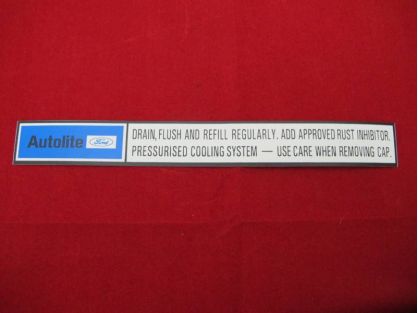 Autolite Ford
DRAIN, FLUSH AND REFILL REGULARLY. ADD APPROVED RUST INHIBITOR.
PRESSURISED COOLING SYSTEM — USE CARE WHEN REMOVING CAP.